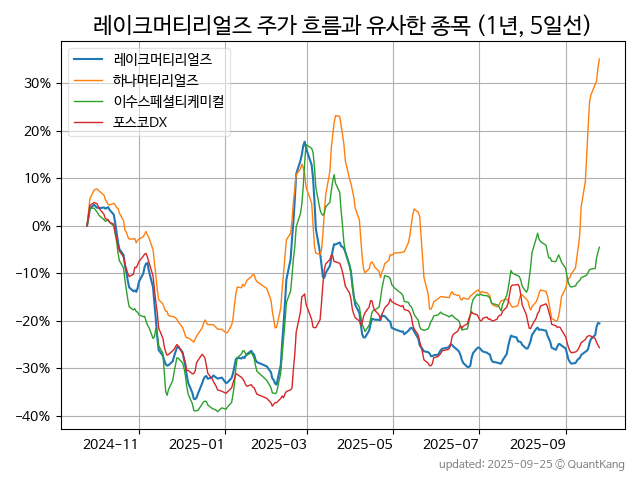 레이크머티리얼즈 주가 흐름과 유사한 종목 (1년, 5일선)
레이크머티리얼즈
하나머티리얼즈
이수스페셜티케미컬
포스코DX
30%
20%
10%
0%
−10%
−20%
−30%
−40%
2024-11 2025-01 2025-03 2025-05 2025-07 2025-09
updated: 2025-09-25 © QuantKang